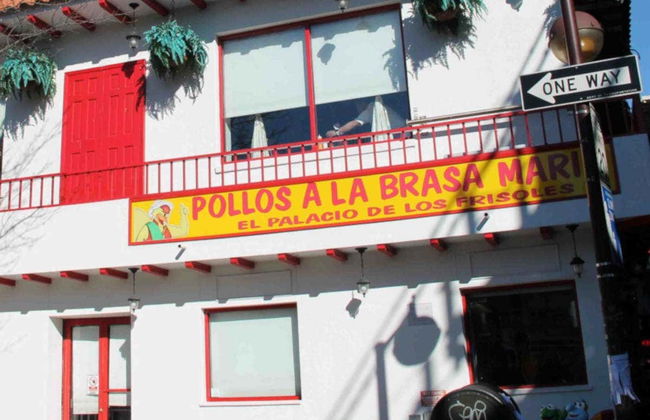 ONE WAY
POLLOS A LA BRASA MARI
EL PALACIO DE LOS FRISOLES